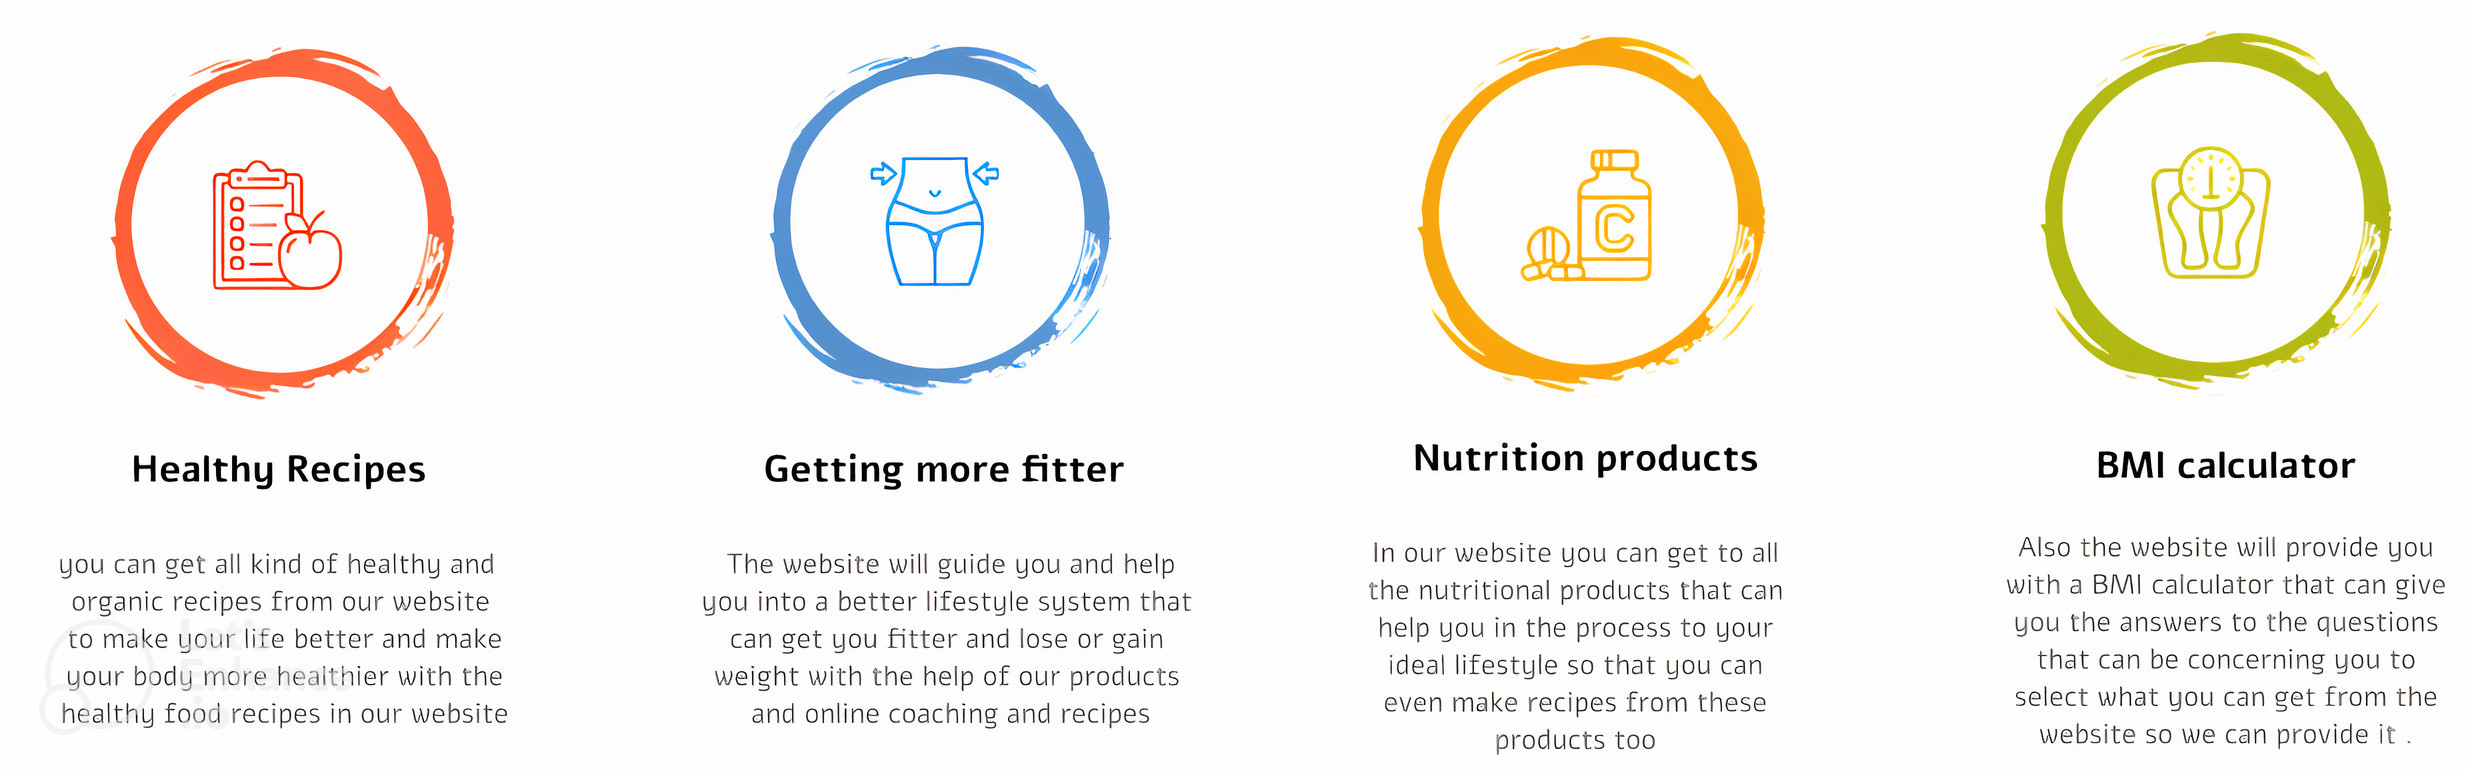 Healthy Recipes
you can get all kind of healthy and
organic recipes from our website
to make your life better and make
your body more healthier with the
healthy food recipes in our website
Getting more fitter
The website will guide you and help
you into a better lifestyle system that
can get you fitter and lose or gain
weight with the help of our products
and online coaching and recipes
C
Nutrition products
In our website you can get to all
the nutritional products that can
help you in the process to your
ideal lifestyle so that you can
even make recipes from these
products too
BMI calculator
Also the website will provide you
with a BMI calculator that can give
you the answers to the questions
that can be concerning you to
select what you can get from the
website so we can provide it .
Let's
Enhance
.io